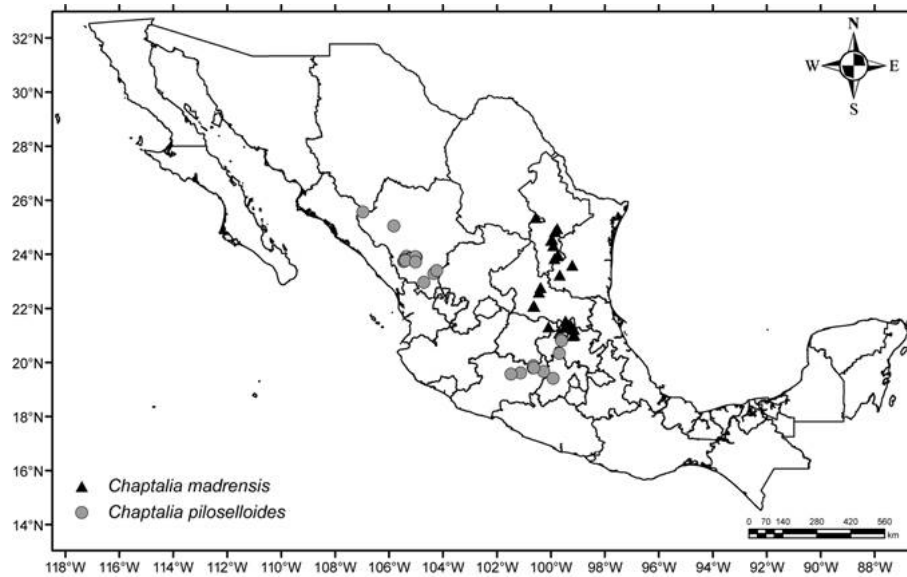 32°N
N
W E
S
30°N
28°N
26°N
24°N
22°N
20°N
18°N
16°N
Chaptalia madrensis
Chaptalia piloselloides
14°N
0 70 140 280 420 560
km
118°W 116°W 114°W 112°W 110°W 108°W 106°W 104°W 102°W 100°W 98°W 96°W 94°W 92°W 90°W 88°W